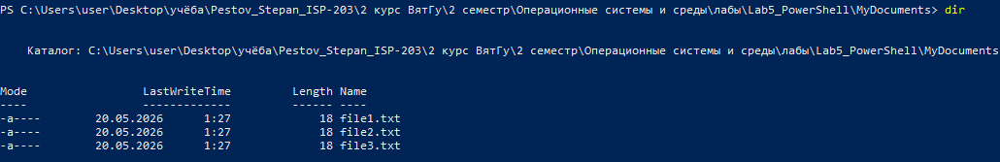 PS C:\Users\user\Desktop\учёба\Pestov_Stepan_ISP-203\2 курс ВятГу\2 семестр\Операционные системы и среды\лабы\Lab5_PowerShell\MyDocuments> dir
Каталог: C:\Users\user\Desktop\учёба\Pestov_Stepan_ISP-203\2 курс ВятГу\2 семестр\Операционные системы и среды\лабы\Lab5_PowerShell\MyDocuments
Mode                LastWriteTime         Length Name
----                -------------         ------ ----
-a----        20.05.2026      1:27             18 file1.txt
-a----        20.05.2026      1:27             18 file2.txt
-a----        20.05.2026      1:27             18 file3.txt